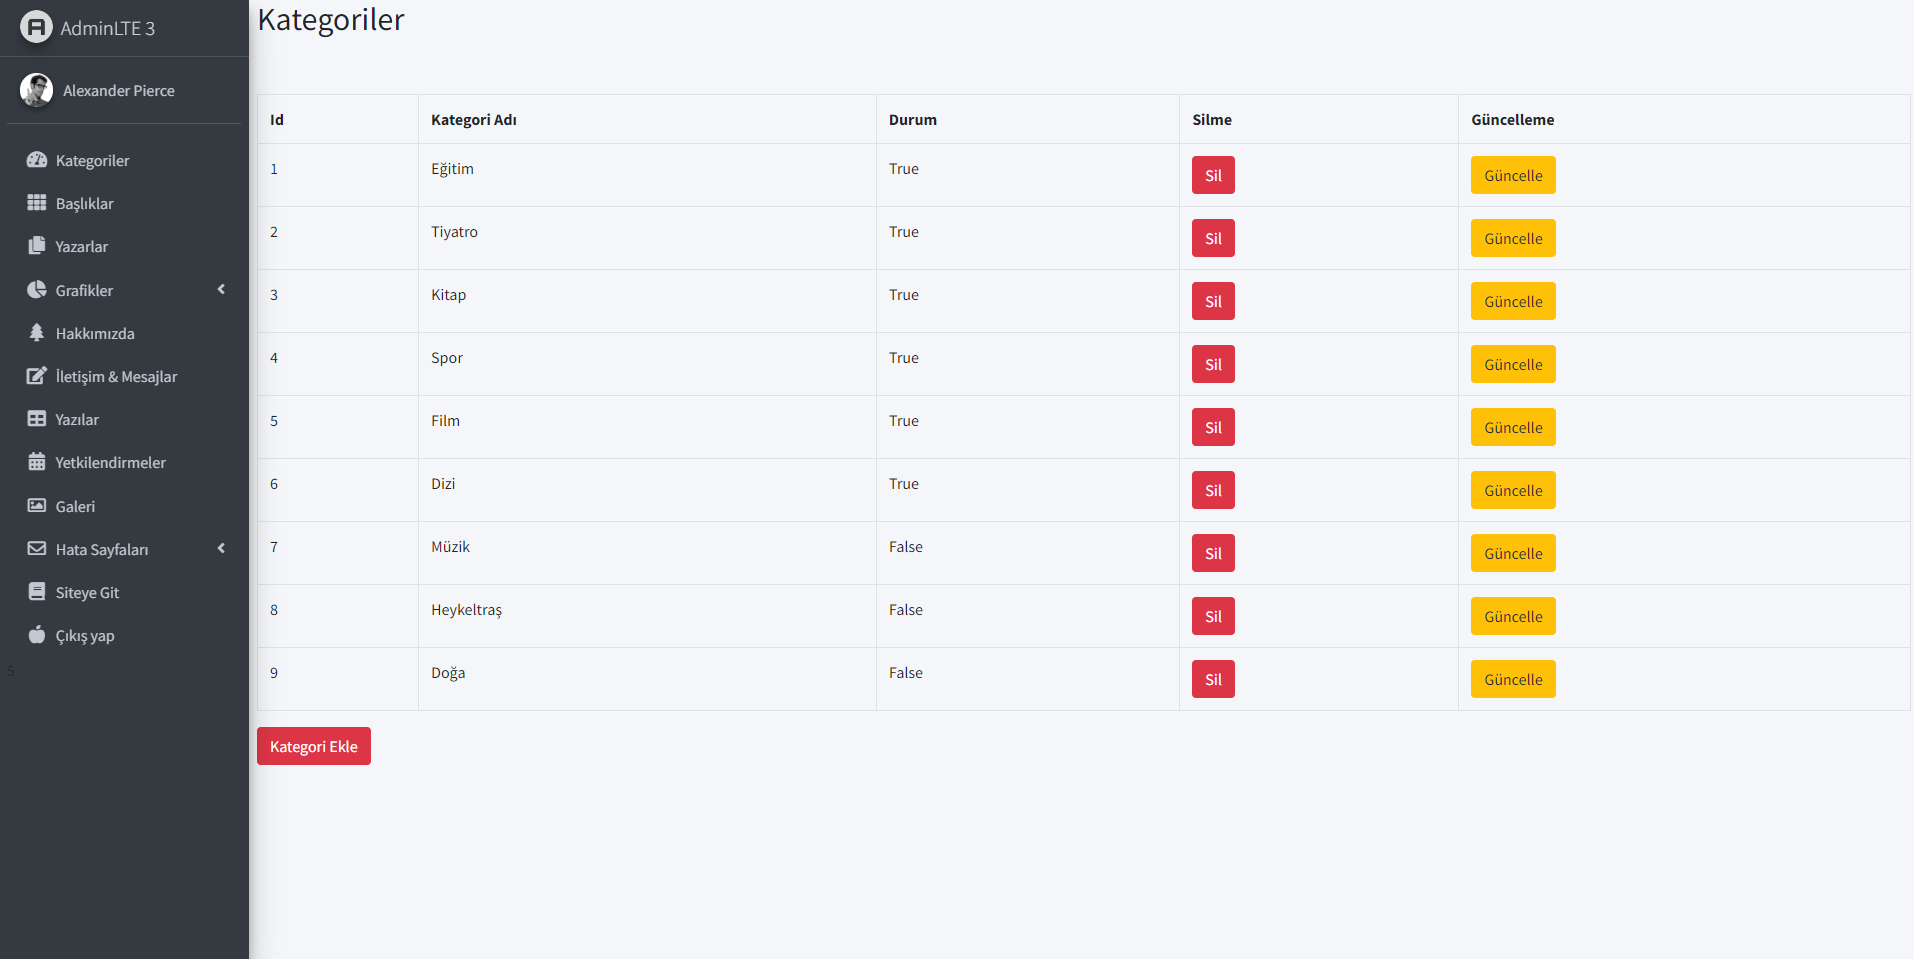 AdminLTE 3
Alexander Pierce
Kategoriler
Başlıklar
Yazarlar
Grafikler
Hakkımızda
İletişim & Mesajlar
Yazılar
Yetkilendirmeler
Galeri
Hata Sayfaları
Siteye Git
Çıkış yap
5
Kategoriler
Id Kategori Adı Durum Silme Güncelleme
1 Eğitim True Sil Güncelle
2 Tiyatro True Sil Güncelle
3 Kitap True Sil Güncelle
4 Spor True Sil Güncelle
5 Film True Sil Güncelle
6 Dizi True Sil Güncelle
7 Müzik False Sil Güncelle
8 Heykeltraş False Sil Güncelle
9 Doğa False Sil Güncelle
Kategori Ekle